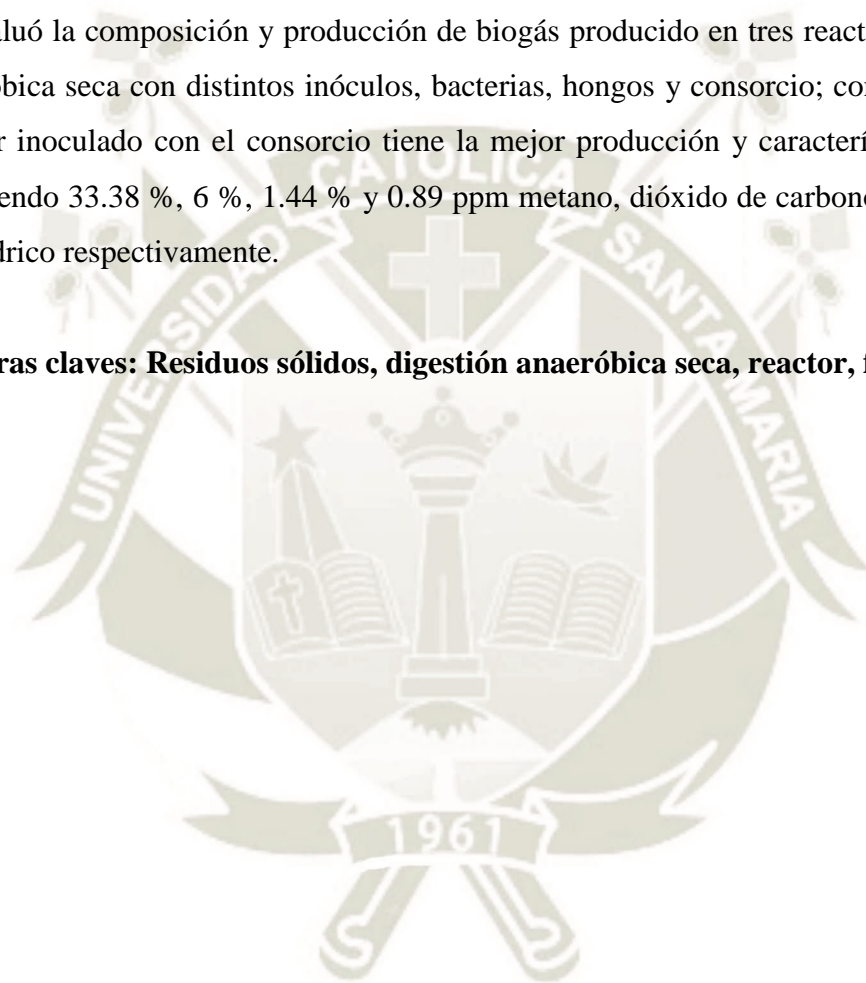 aluó la composición y producción de biogás producido en tres react
óbica seca con distintos inóculos, bacterias, hongos y consorcio; con
r inoculado con el consorcio tiene la mejor producción y caracterí
endo 33.38 %, 6 %, 1.44 % y 0.89 ppm metano, dióxido de carbono
drico respectivamente.
ras claves: Residuos sólidos, digestión anaeróbica seca, reactor, f
UNIVERSIDAD CATOLICA SANTA MARIA
1961